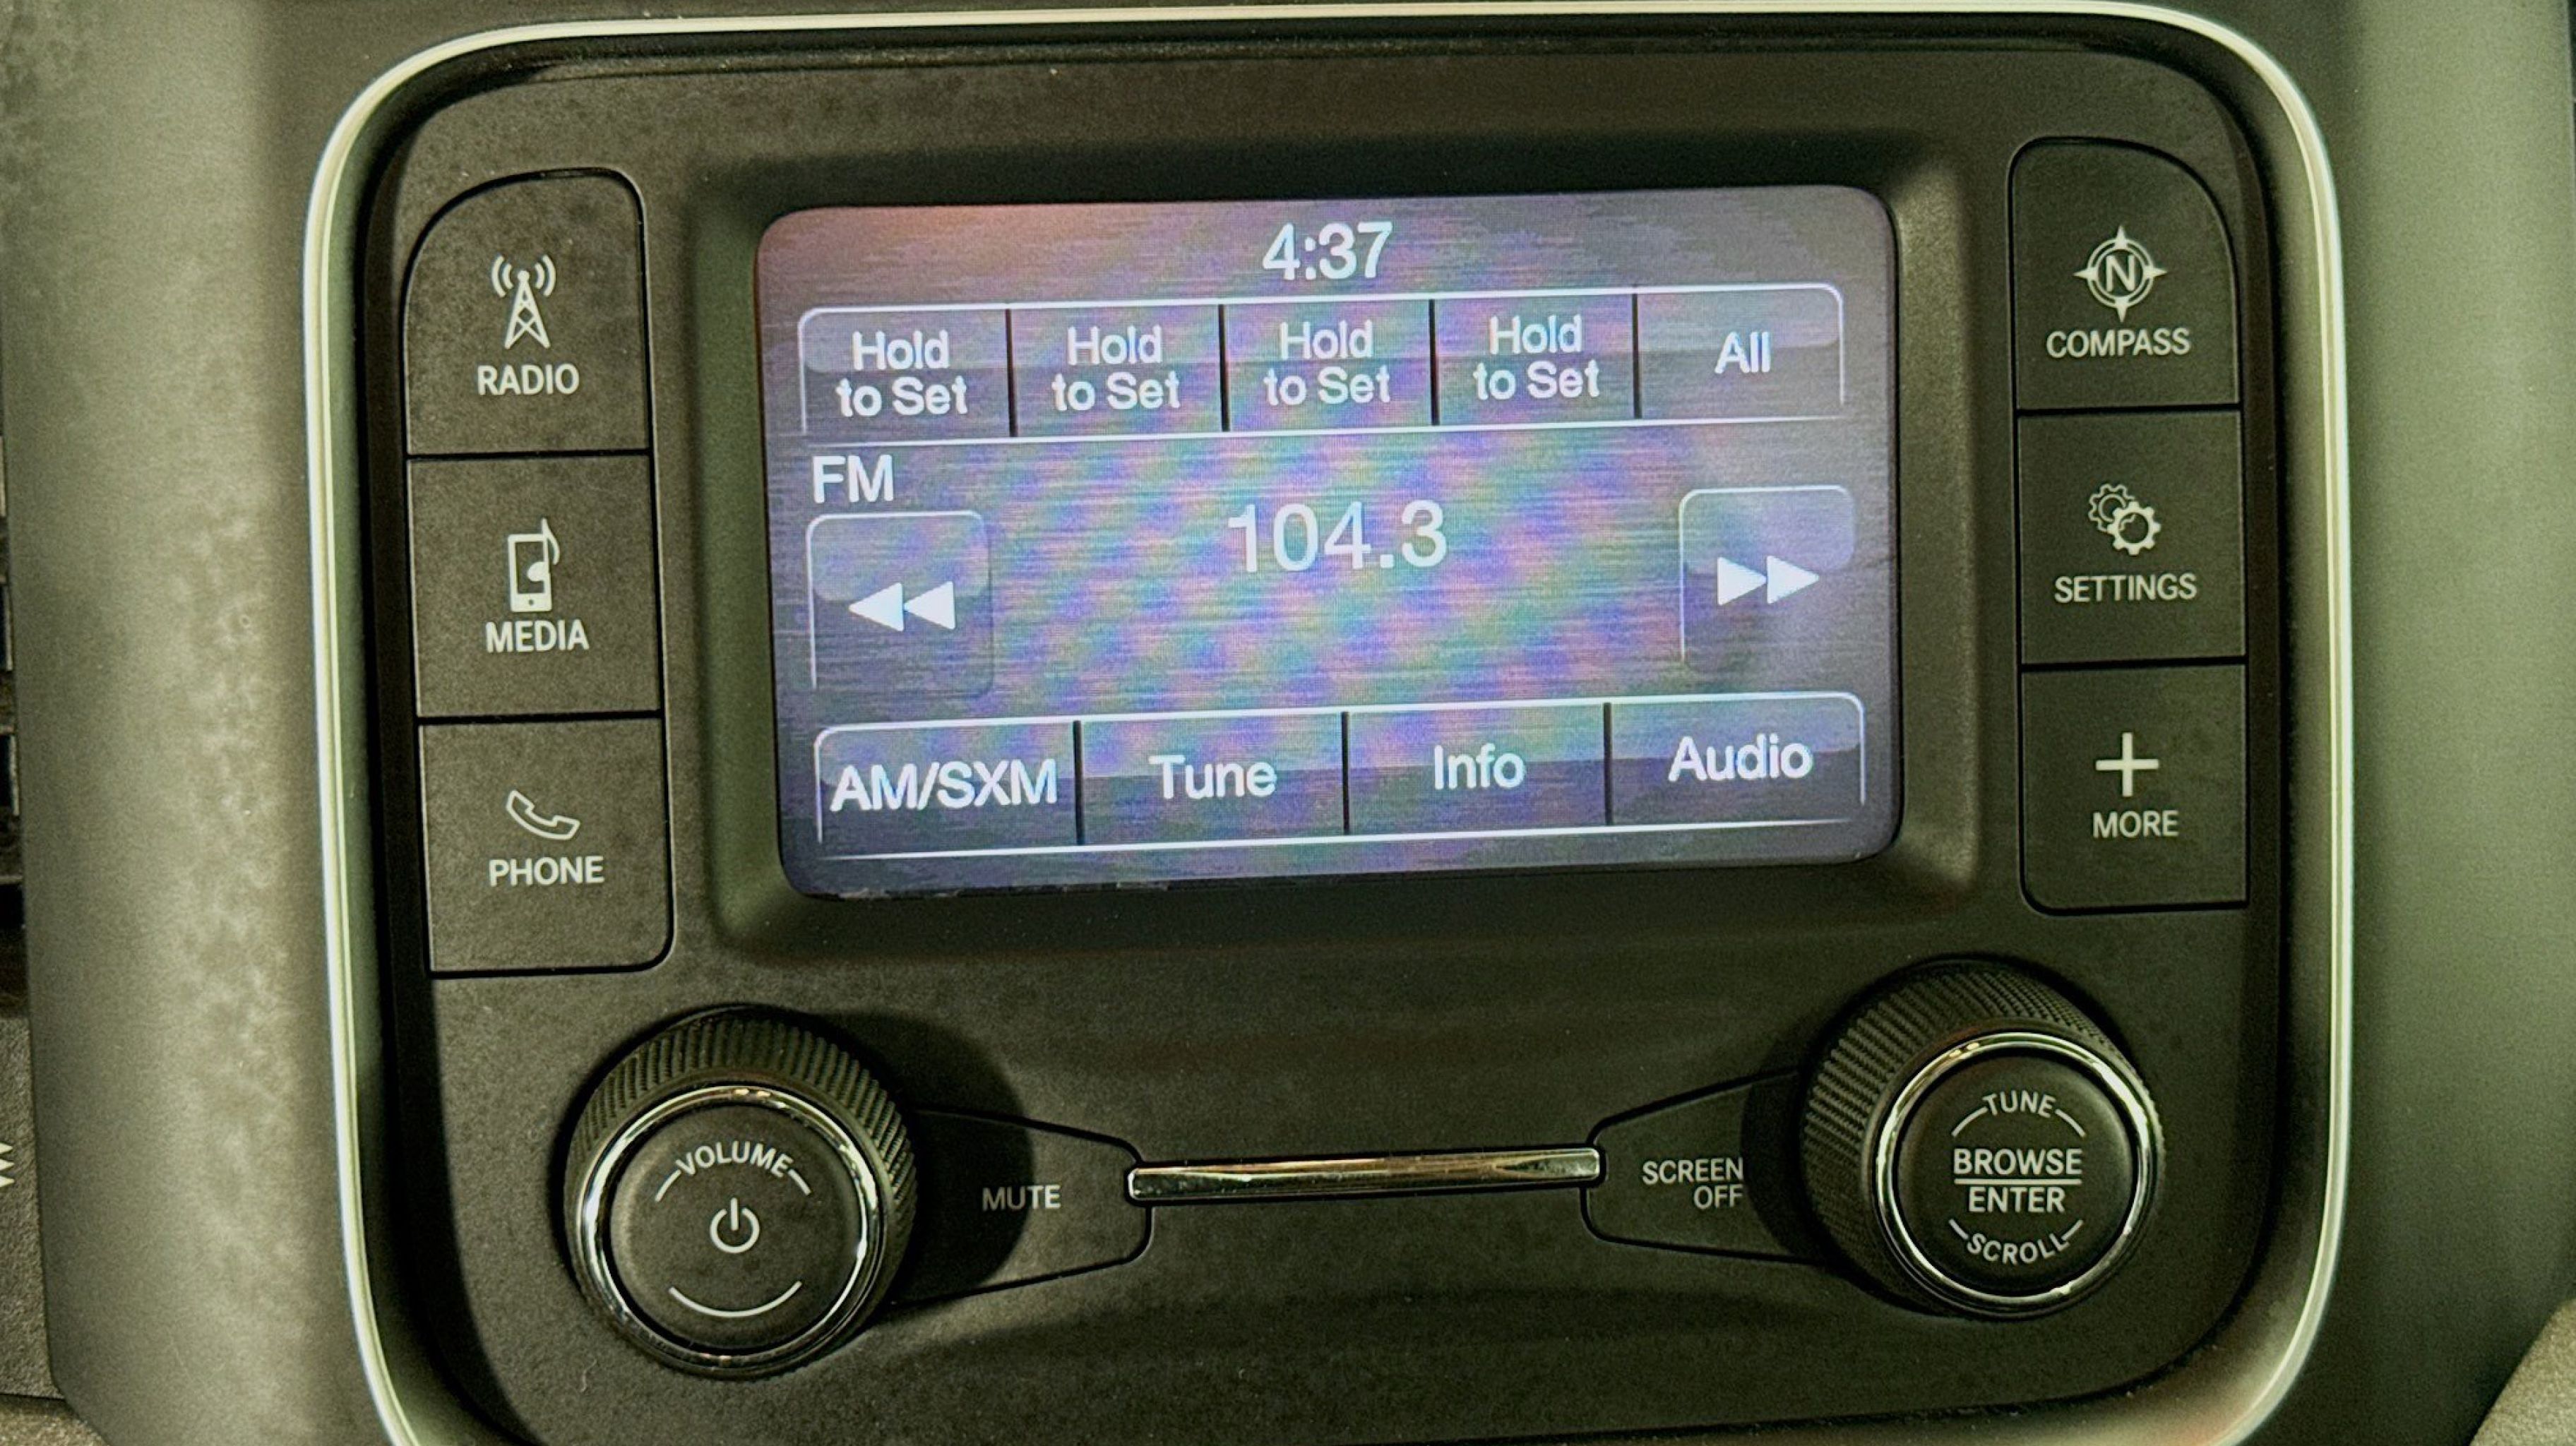 4:37
Hold
to Set
Hold
to Set
Hold
to Set
Hold
to Set
All
FM
104.3
AM/SXM
Tune
Info
Audio
RADIO
MEDIA
PHONE
N
COMPASS
SETTINGS
MORE
VOLUME
MUTE
SCREEN
OFF
TUNE
BROWSE
ENTER
SCROLL